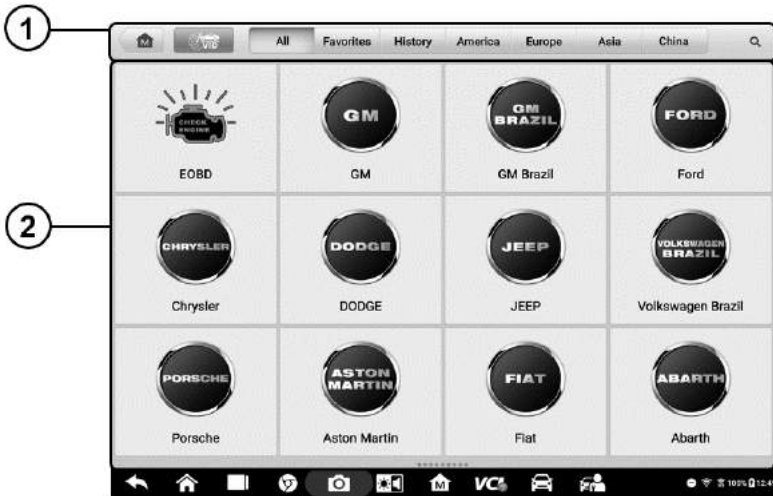 1
M VID All Favorites History America Europe Asia China
2
CHECK ENGINE GM GM BRAZIL FORD
EOBD GM GM Brazil Ford
CHRYSLER DODGE JEEP VOLKSWAGEN BRAZIL
Chrysler DODGE JEEP Volkswagen Brazil
PORSCHE ASTON MARTIN FIAT ABARTH
Porsche Aston Martin Fiat Abarth
M VCI 100%